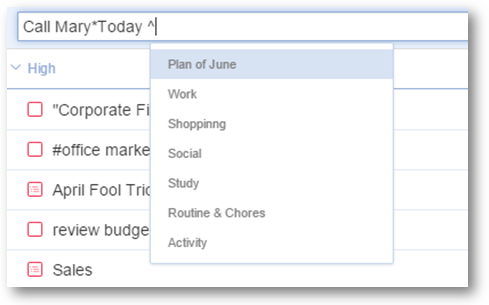 Call Mary*Today ^
Plan of June
High
Work
"Corporate Fi
Shoppinng
#office marke
Social
Study
April Fool Tric
Routine & Chores
review budge
Activity
Sales